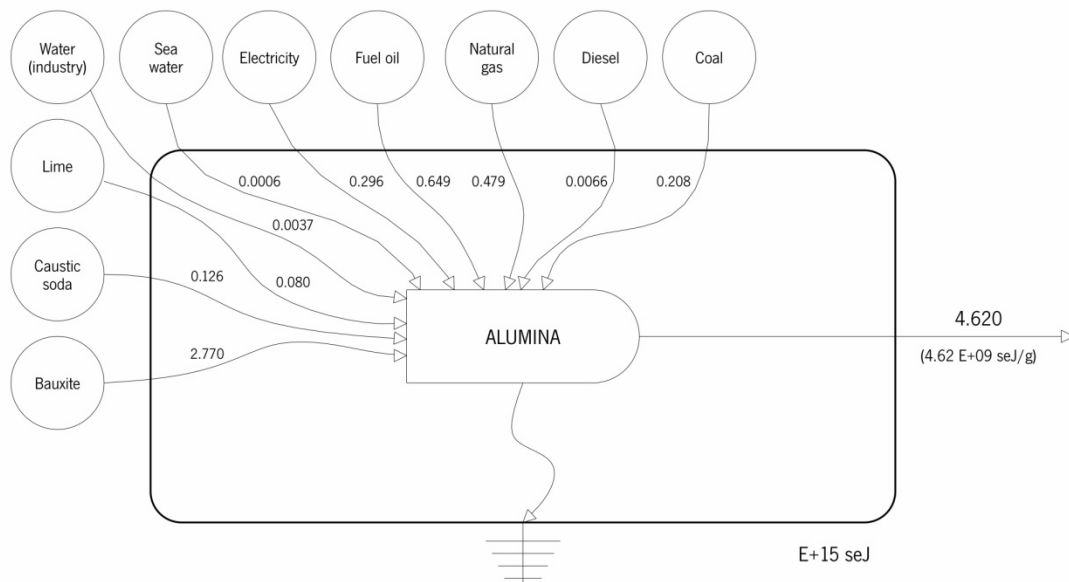 Water
(industry)
Sea
water
Electricity
Fuel oil
Natural
gas
Diesel
Coal
Lime
0.0006
0.296
0.649
0.479
0.0066
0.208
0.0037
Caustic
soda
0.126
0.080
ALUMINA
4.620
(4.62 E+09 seJ/g)
2.770
Bauxite
E+15 seJ